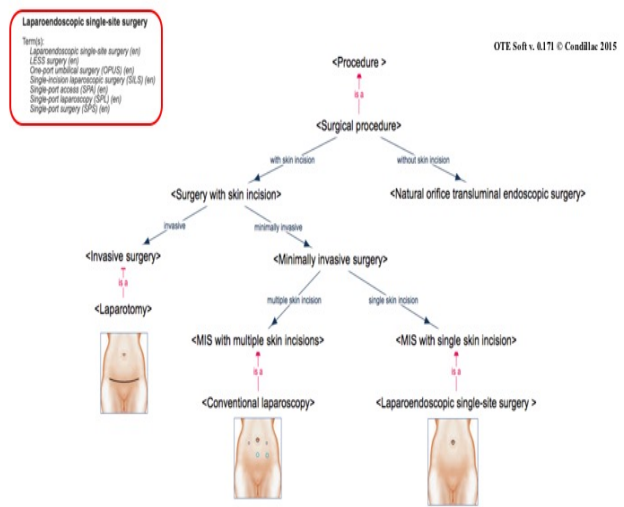 Laparoendoscopic single-site surgery
Term(s):
Laparoendoscopic single-site surgery (en)
LESS surgery (en)
One-port umbilical surgery (OPUS) (en)
Single-incision laparoscopic surgery (SILS) (en)
Single-port access (SPA) (en)
Single-port laparoscopy (SPL) (en)
Single-port surgery (SPS) (en)
OTE Soft v. 0.171 © Condillac 2015
<Procedure >
is a
<Surgical procedure>
with skin incision
without skin incision
<Surgery with skin incision>
<Natural orifice transluminal endoscopic surgery>
invasive
minimally invasive
<Invasive surgery>
<Minimally invasive surgery>
is a
<Laparotomy>
multiple skin incision
single skin incision
<MIS with multiple skin incisions>
<MIS with single skin incision>
is a
is a
<Conventional laparoscopy>
<Laparoendoscopic single-site surgery >